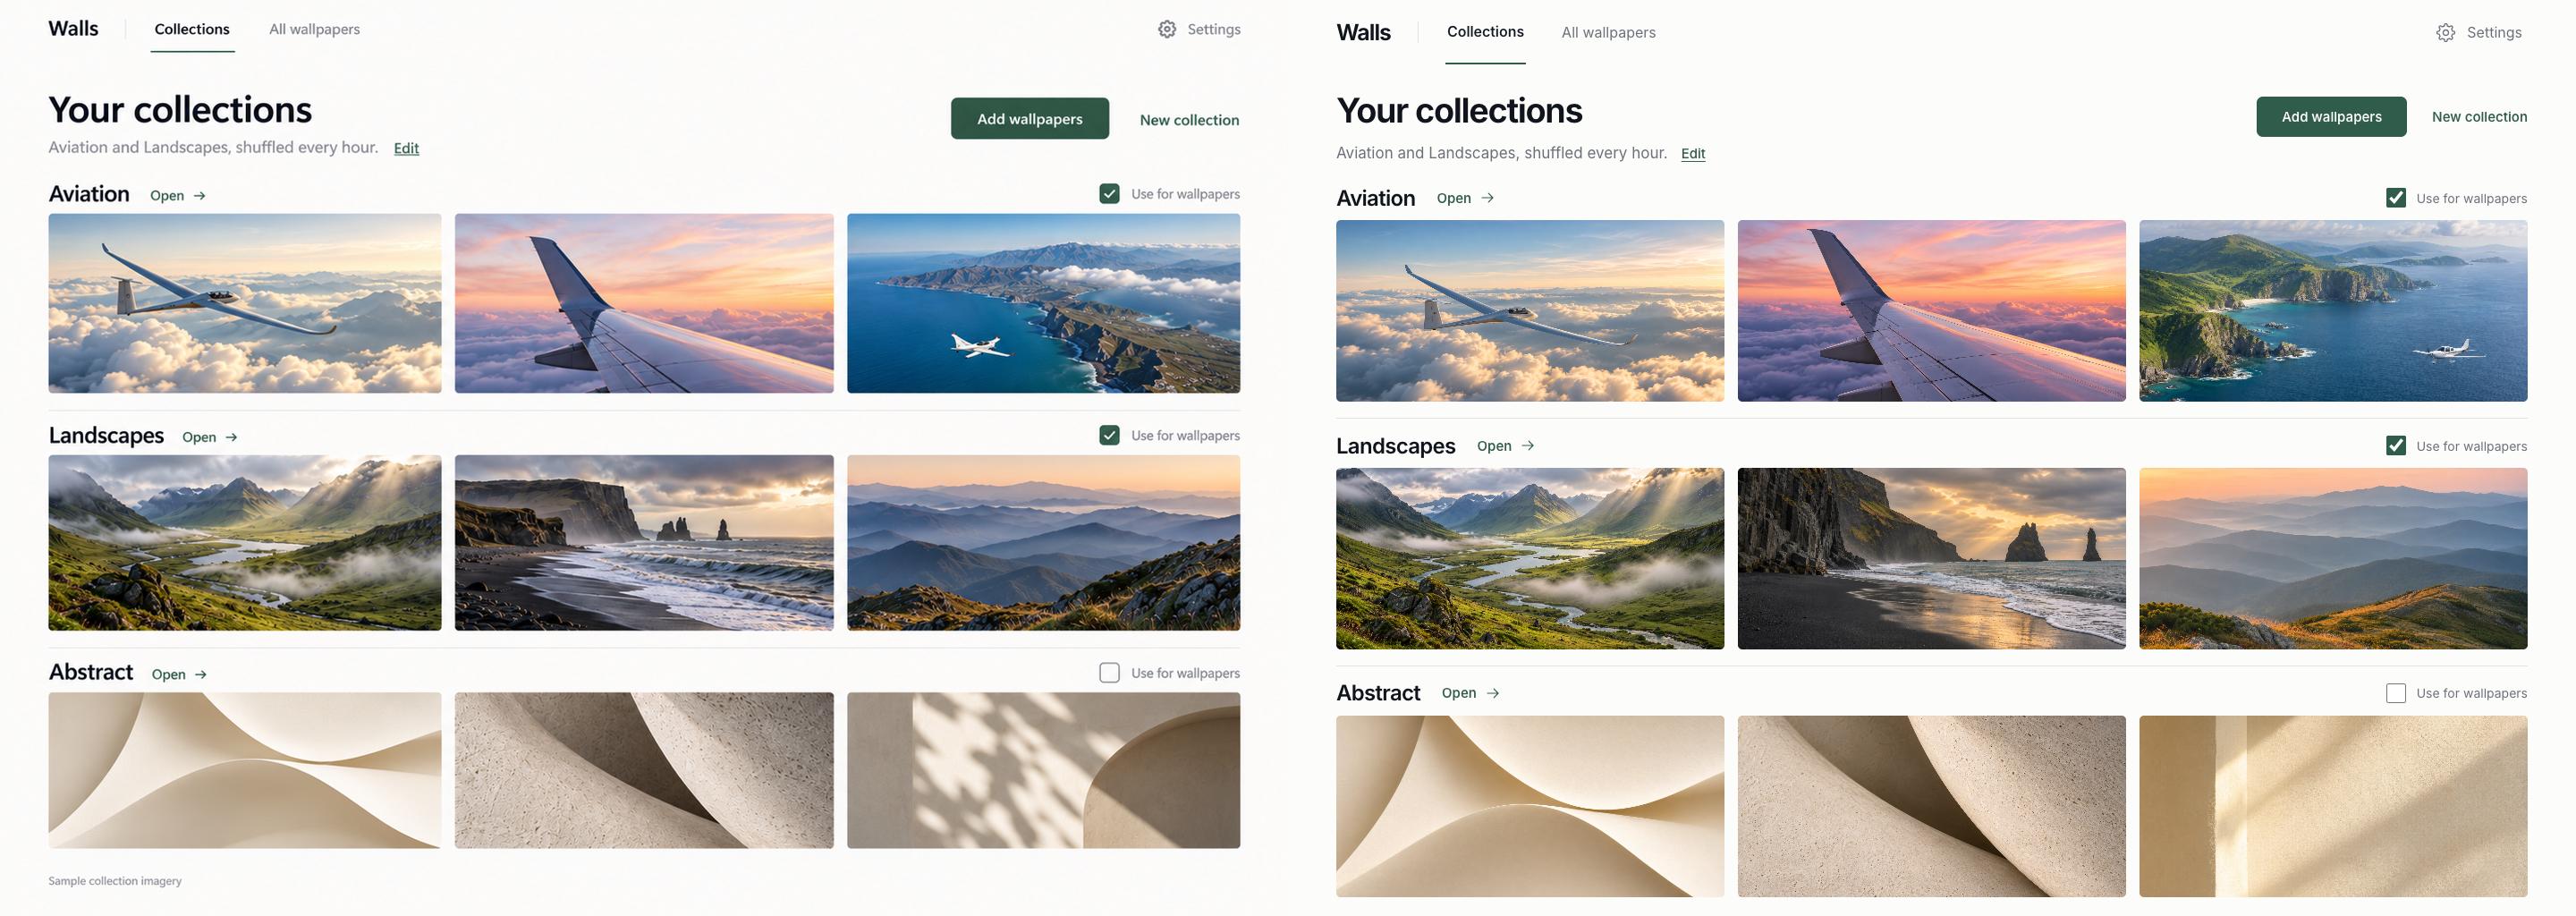 Walls
Collections
All wallpapers
Settings
Your collections
Add wallpapers
New collection
Aviation and Landscapes, shuffled every hour. Edit
Aviation
Open →
Use for wallpapers
Landscapes
Open →
Use for wallpapers
Abstract
Open →
Use for wallpapers
Sample collection imagery
Walls
Collections
All wallpapers
Settings
Your collections
Add wallpapers
New collection
Aviation and Landscapes, shuffled every hour. Edit
Aviation
Open →
Use for wallpapers
Landscapes
Open →
Use for wallpapers
Abstract
Open →
Use for wallpapers